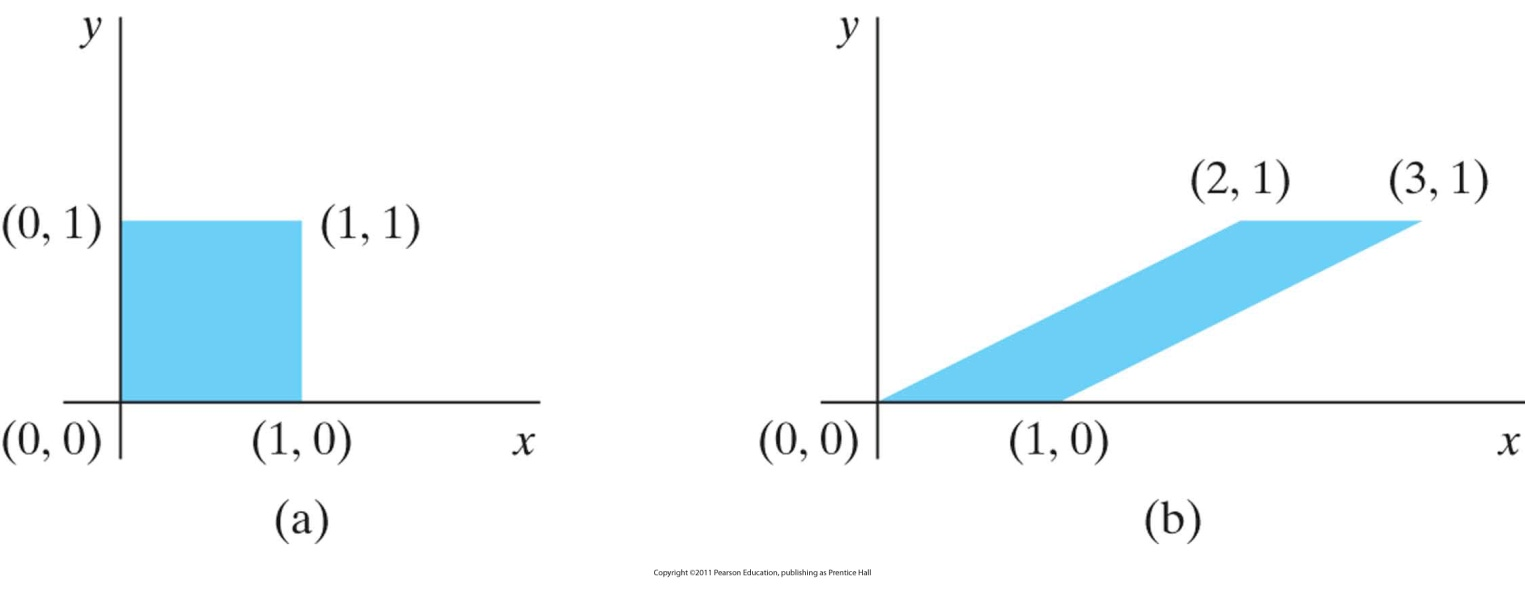 y
y
(2, 1)
(3, 1)
(0, 1)
(1, 1)
(0, 0)
(1, 0)
x
(0, 0)
(1, 0)
x
(a)
(b)
Copyright ©2011 Pearson Education, publishing as Prentice Hall